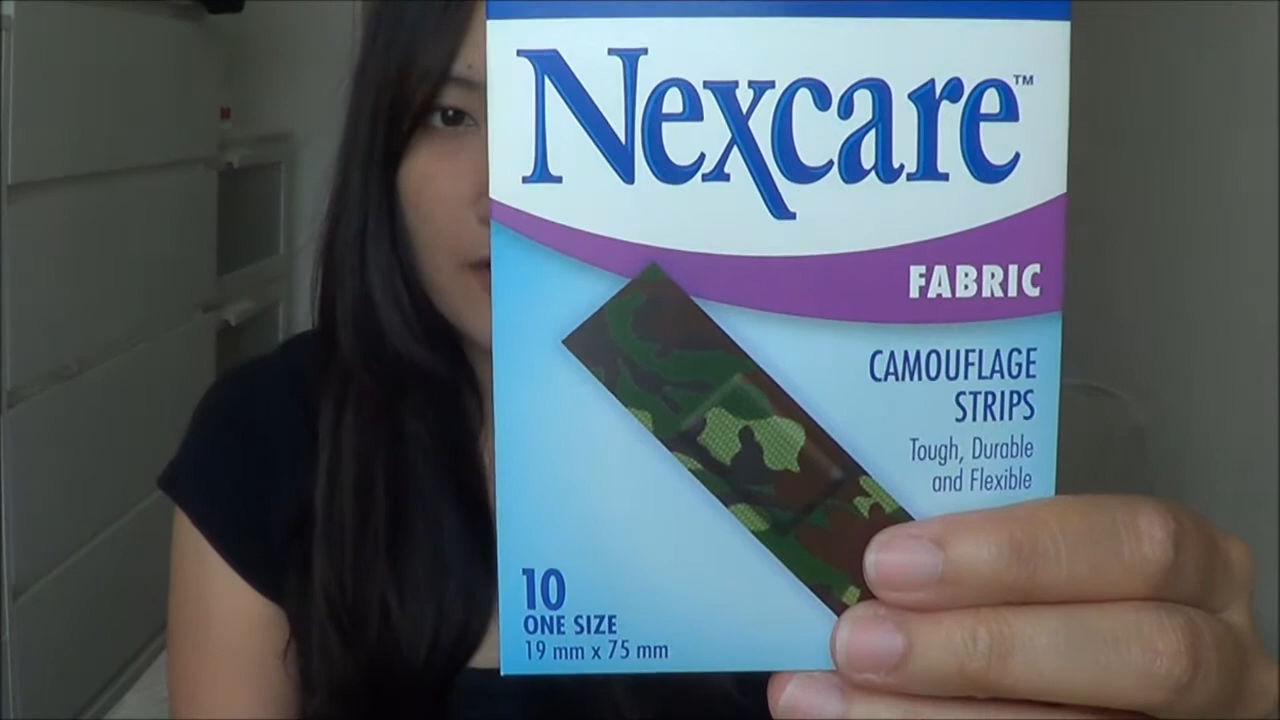 Nexcare™
FABRIC
CAMOUFLAGE
STRIPS
Tough, Durable
and Flexible
10
ONE SIZE
19 mm x 75 mm